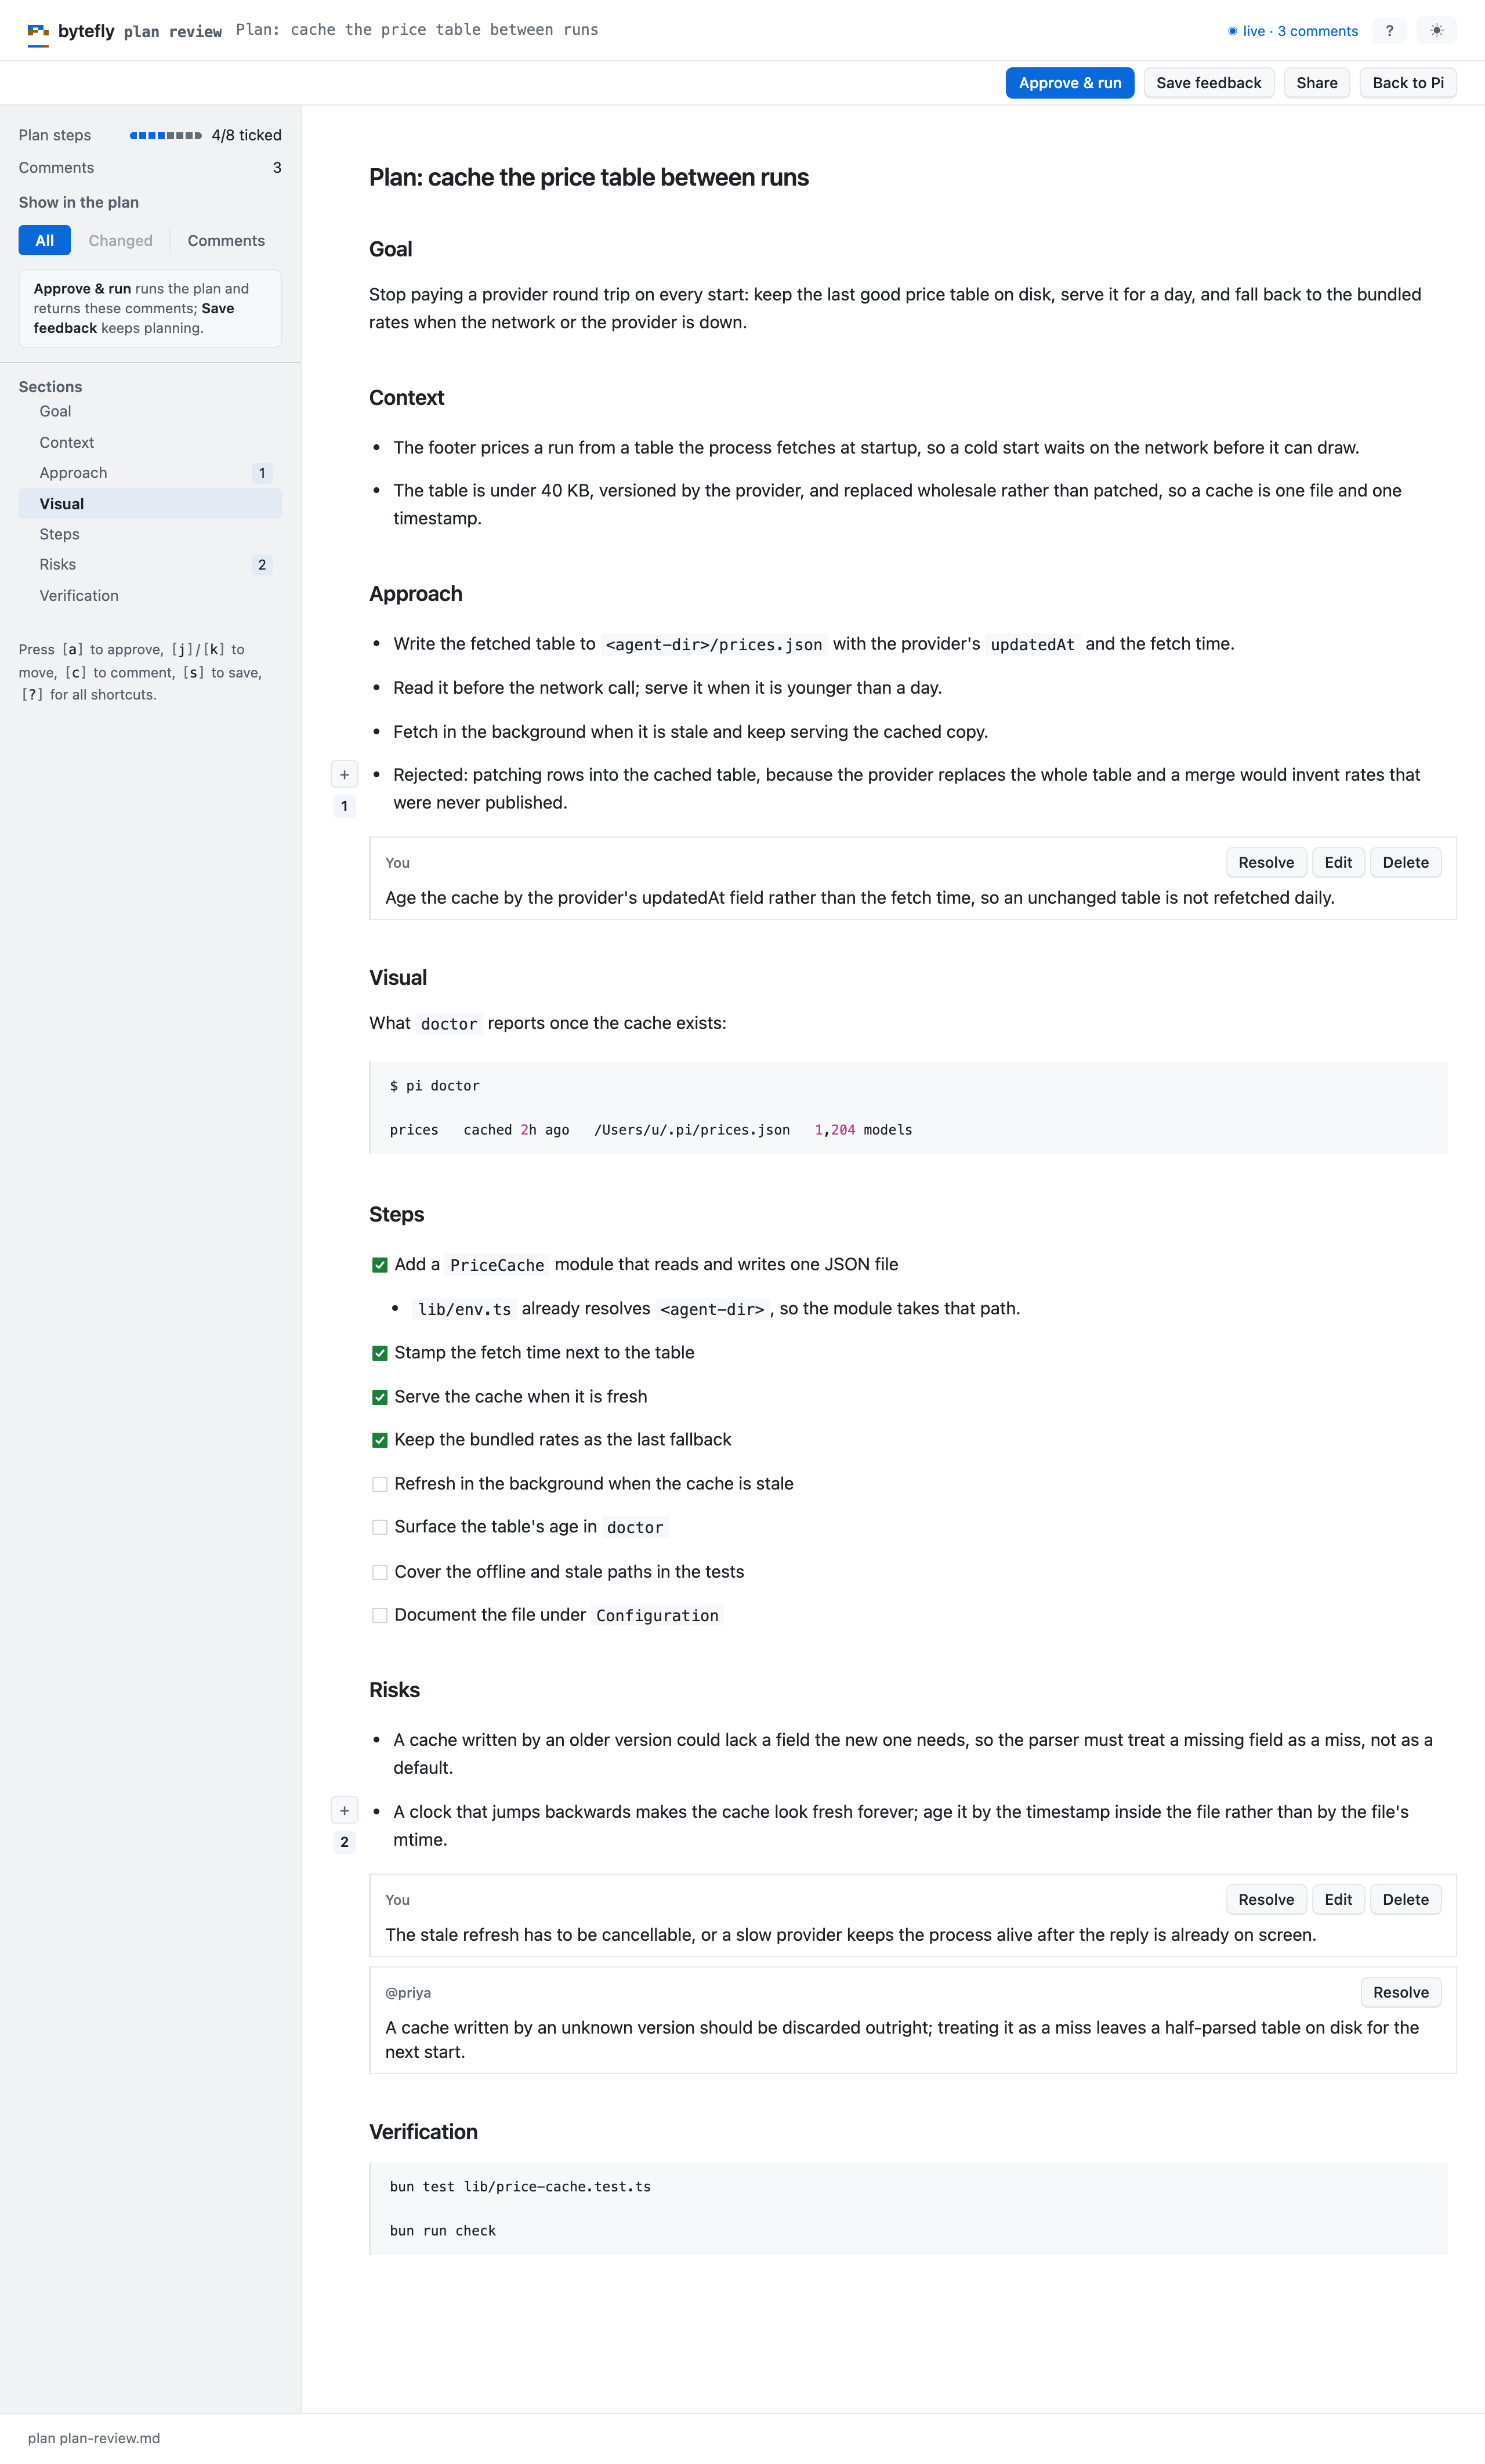 bytefly plan review Plan: cache the price table between runs
live · 3 comments
?
Approve & run
Save feedback
Share
Back to Pi
Plan steps 4/8 ticked
Comments 3
Show in the plan
All Changed Comments
Approve & run runs the plan and
returns these comments; Save
feedback keeps planning.
Sections
Goal
Context
Approach 1
Visual
Steps
Risks 2
Verification
Press [a] to approve, [j]/[k] to
move, [c] to comment, [s] to save,
[?] for all shortcuts.
Plan: cache the price table between runs
Goal
Stop paying a provider round trip on every start: keep the last good price table on disk, serve it for a day, and fall back to the bundled
rates when the network or the provider is down.
Context
• The footer prices a run from a table the process fetches at startup, so a cold start waits on the network before it can draw.
• The table is under 40 KB, versioned by the provider, and replaced wholesale rather than patched, so a cache is one file and one
timestamp.
Approach
• Write the fetched table to <agent-dir>/prices.json with the provider's updatedAt and the fetch time.
• Read it before the network call; serve it when it is younger than a day.
• Fetch in the background when it is stale and keep serving the cached copy.
+
• Rejected: patching rows into the cached table, because the provider replaces the whole table and a merge would invent rates that
1
were never published.
You
Resolve Edit Delete
Age the cache by the provider's updatedAt field rather than the fetch time, so an unchanged table is not refetched daily.
Visual
What doctor reports once the cache exists:
$ pi doctor
prices cached 2h ago /Users/u/.pi/prices.json 1,204 models
Steps
Add a PriceCache module that reads and writes one JSON file
• lib/env.ts already resolves <agent-dir>, so the module takes that path.
Stamp the fetch time next to the table
Serve the cache when it is fresh
Keep the bundled rates as the last fallback
Refresh in the background when the cache is stale
Surface the table's age in doctor
Cover the offline and stale paths in the tests
Document the file under Configuration
Risks
• A cache written by an older version could lack a field the new one needs, so the parser must treat a missing field as a miss, not as a
default.
+
• A clock that jumps backwards makes the cache look fresh forever; age it by the timestamp inside the file rather than by the file's
2
mtime.
You
Resolve Edit Delete
The stale refresh has to be cancellable, or a slow provider keeps the process alive after the reply is already on screen.
@priya
Resolve
A cache written by an unknown version should be discarded outright; treating it as a miss leaves a half-parsed table on disk for the
next start.
Verification
bun test lib/price-cache.test.ts
bun run check
plan plan-review.md